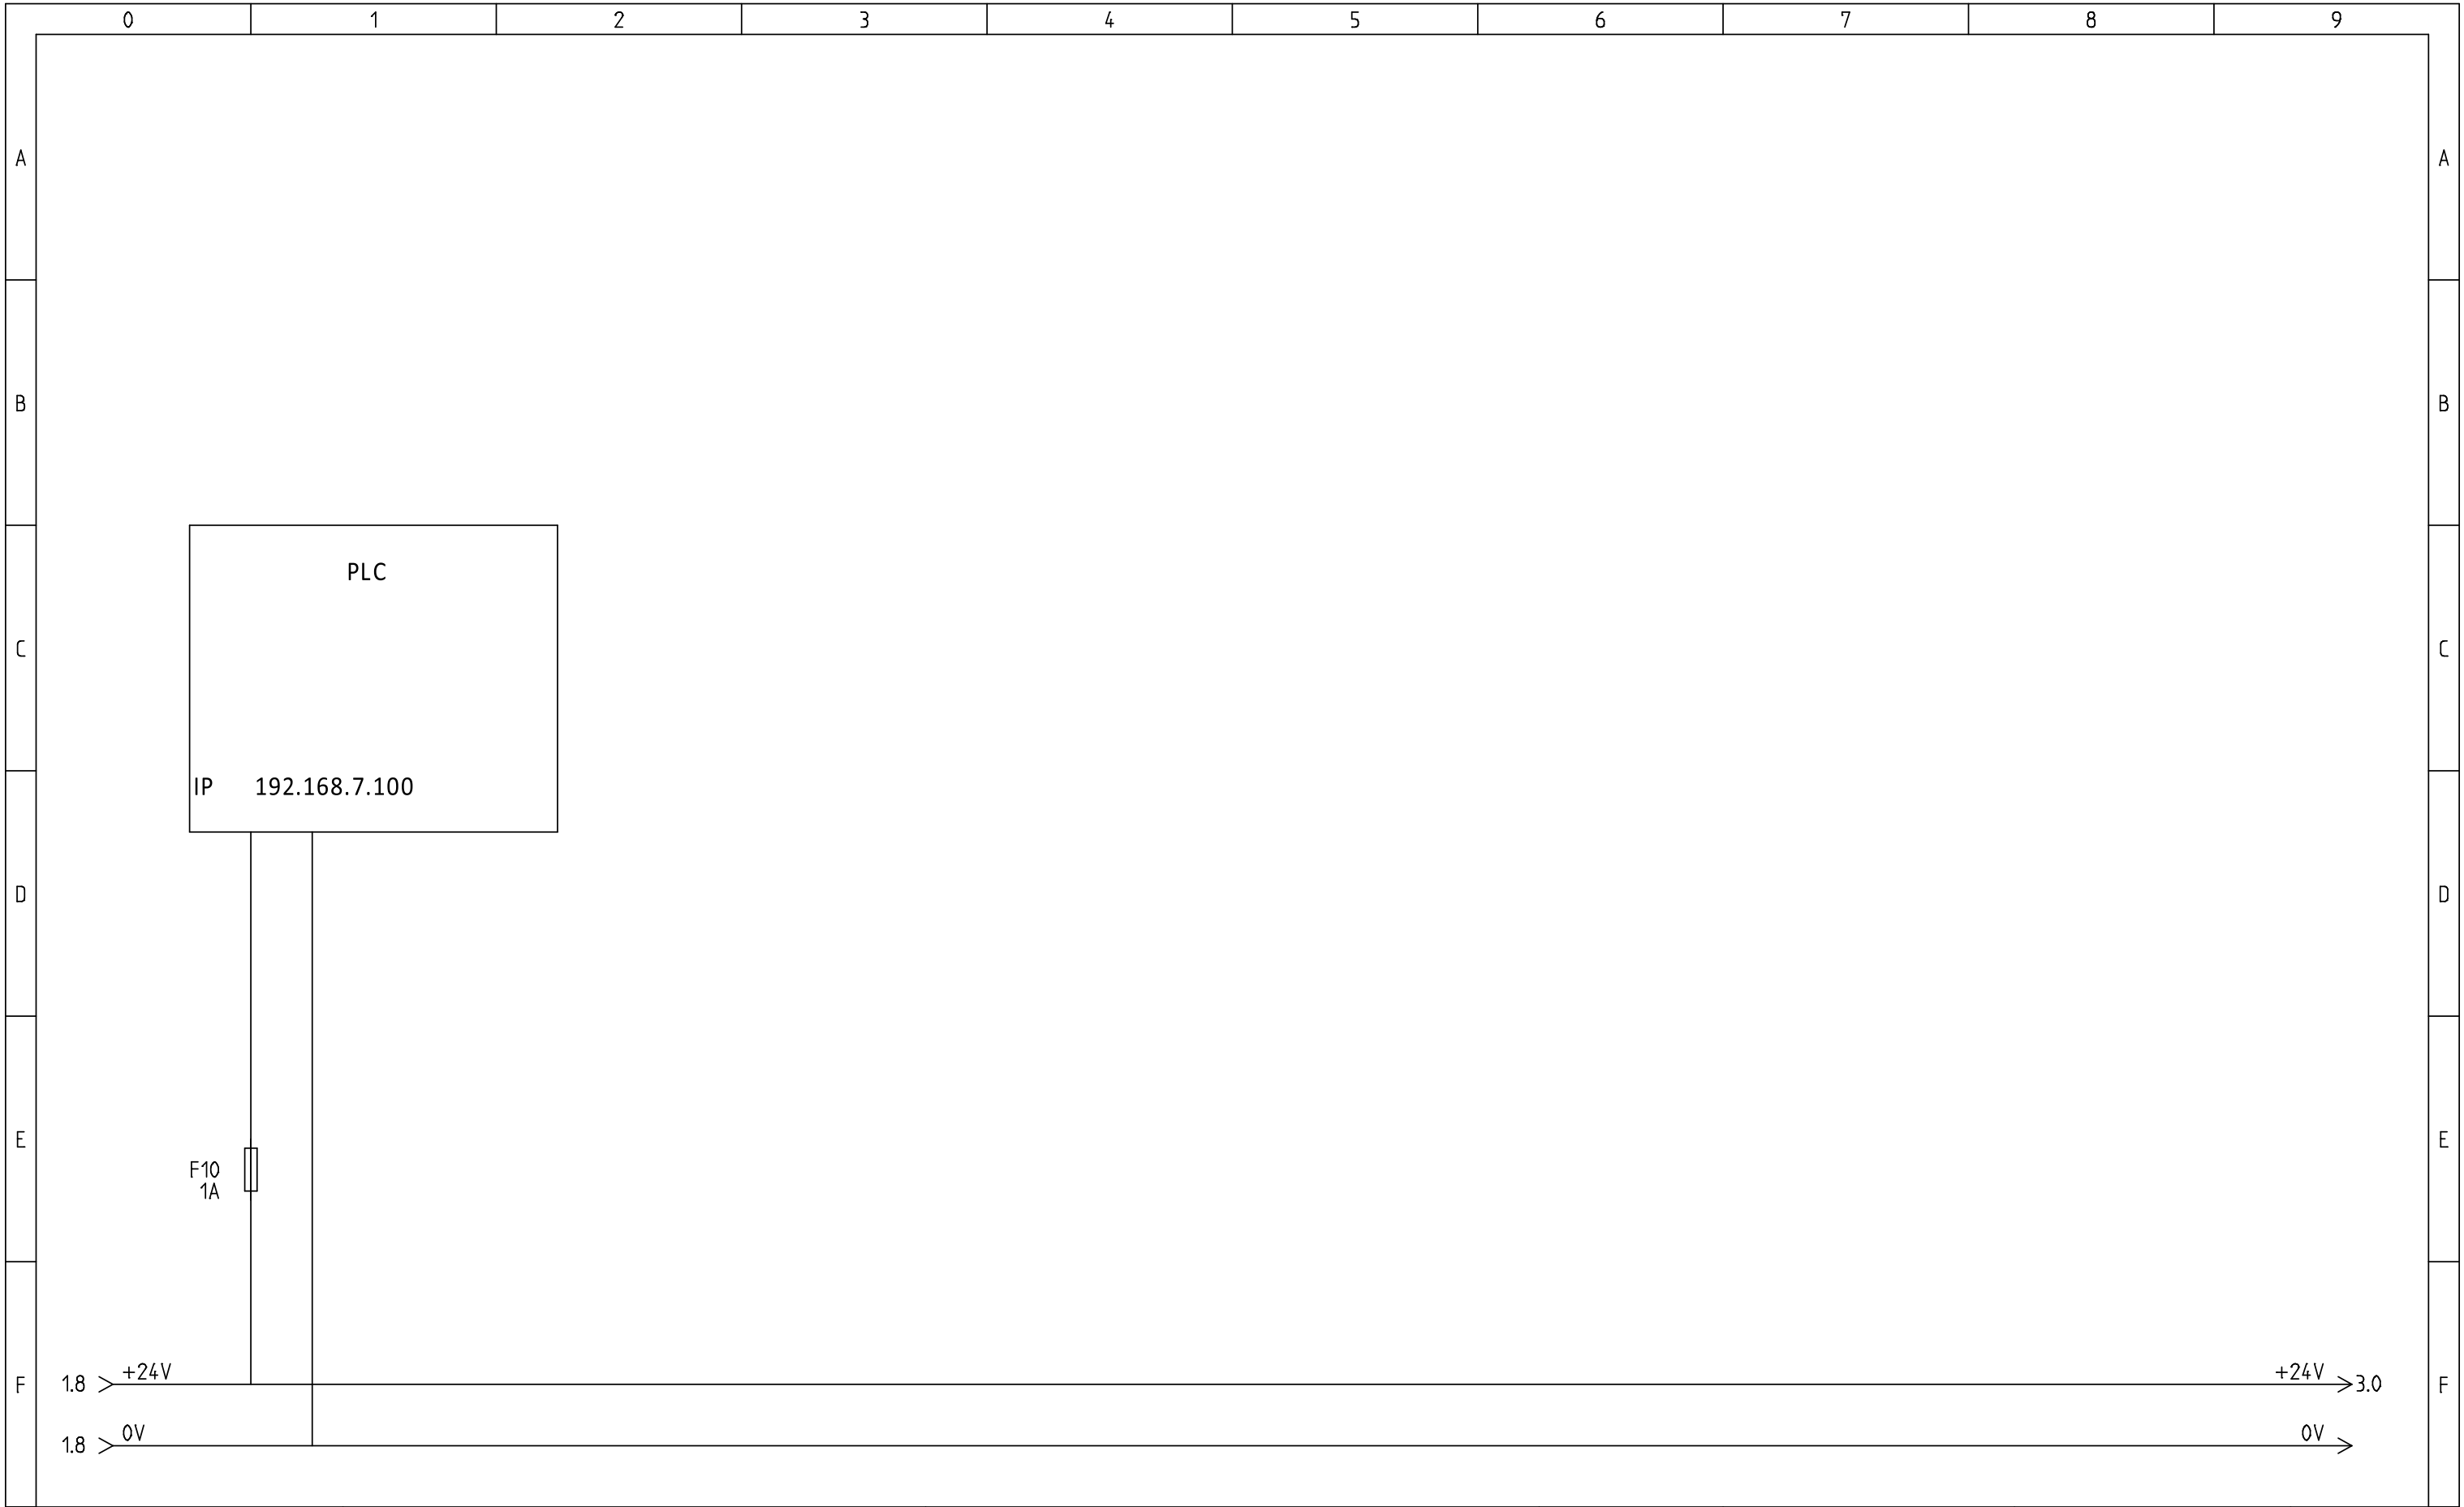 0 1 2 3 4 5 6 7 8 9
A A
B B
PLC
C C
IP 192.168.7.100
D D
E E
F10
1A
+24V +24V
F 1.8 3.0 F
0V 0V
1.8